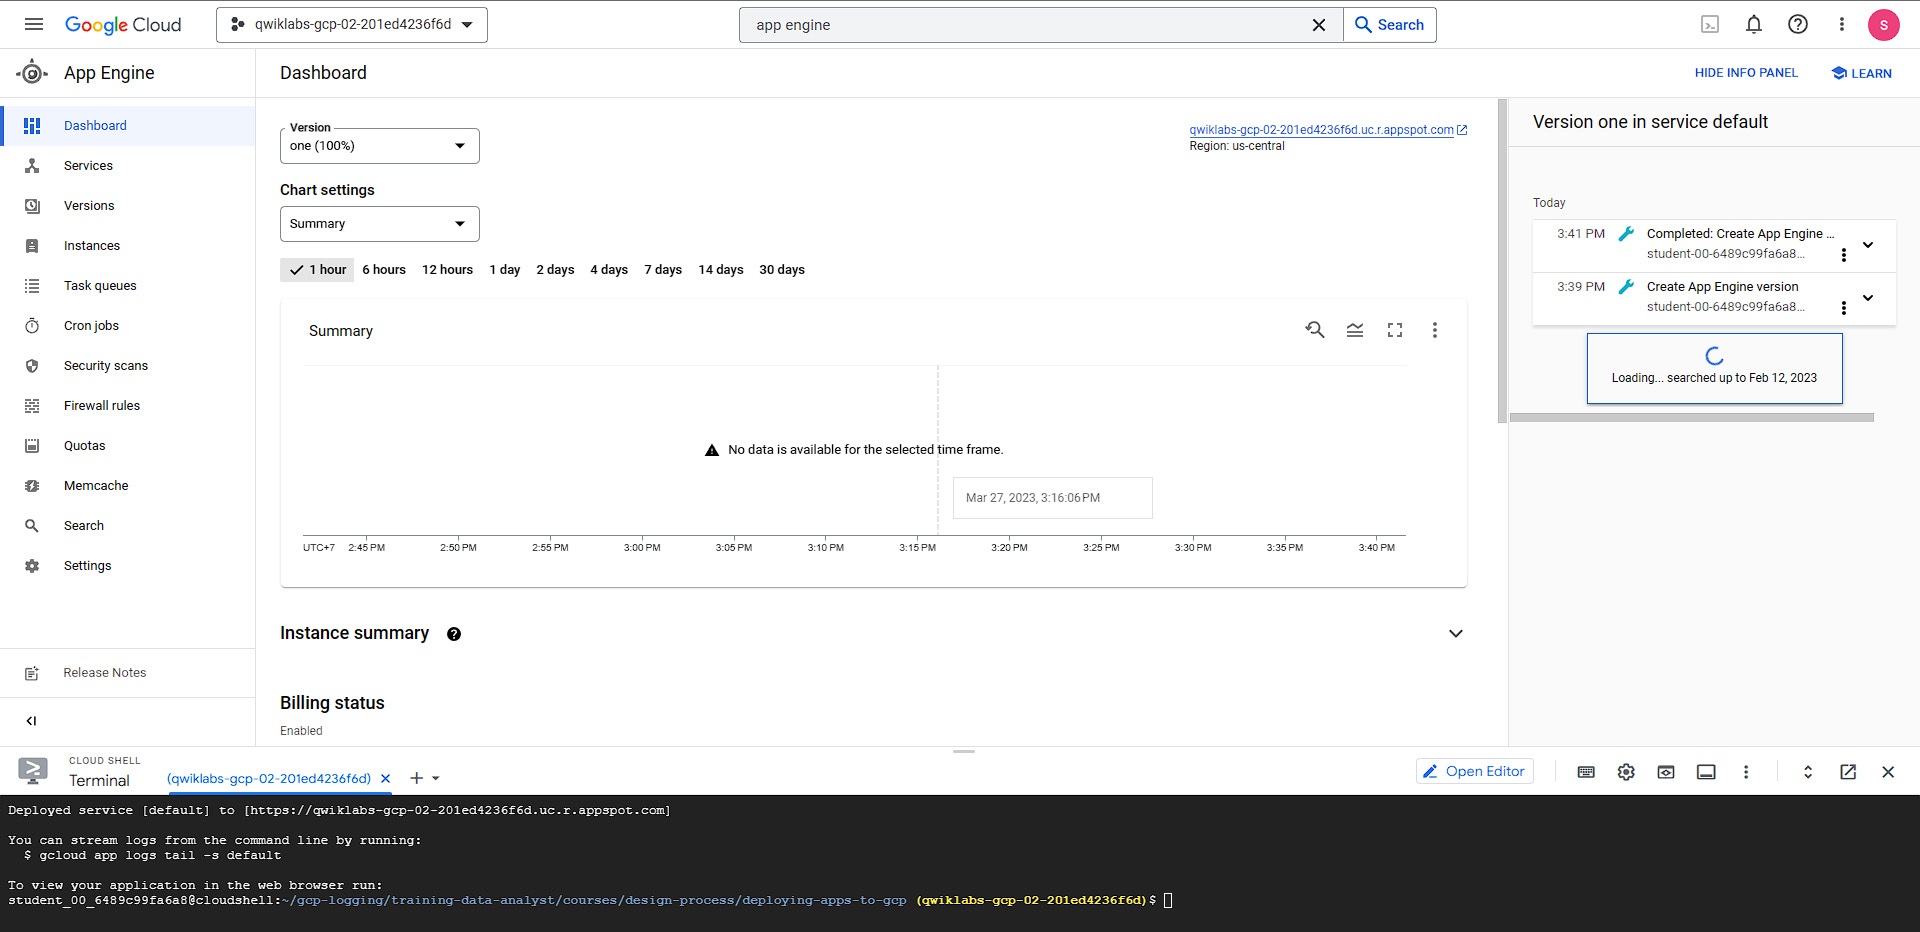 Google Cloud
qwiklabs-gcp-02-201ed4236f6d
app engine
Search
S
App Engine
Dashboard
HIDE INFO PANEL
LEARN
Dashboard
Services
Versions
Instances
Task queues
Cron jobs
Security scans
Firewall rules
Quotas
Memcache
Search
Settings
Release Notes
Version
one (100%)
qwiklabs-gcp-02-201ed4236f6d.uc.r.appspot.com
Region: us-central
Chart settings
Summary
1 hour 6 hours 12 hours 1 day 2 days 4 days 7 days 14 days 30 days
Summary
No data is available for the selected time frame.
Mar 27, 2023, 3:16:06 PM
UTC+7 2:45 PM 2:50 PM 2:55 PM 3:00 PM 3:05 PM 3:10 PM 3:15 PM 3:20 PM 3:25 PM 3:30 PM 3:35 PM 3:40 PM
Instance summary
Billing status
Enabled
Version one in service default
Today
3:41 PM Completed: Create App Engine ...
student-00-6489c99fa6a8...
3:39 PM Create App Engine version
student-00-6489c99fa6a8...
Loading... searched up to Feb 12, 2023
CLOUD SHELL
Terminal
(qwiklabs-gcp-02-201ed4236f6d)
Open Editor
Deployed service [default] to [https://qwiklabs-gcp-02-201ed4236f6d.uc.r.appspot.com]
You can stream logs from the command line by running:
$ gcloud app logs tail -s default
To view your application in the web browser run:
student_00_6489c99fa6a8@cloudshell:~/gcp-logging/training-data-analyst/courses/design-process/deploying-apps-to-gcp (qwiklabs-gcp-02-201ed4236f6d)$